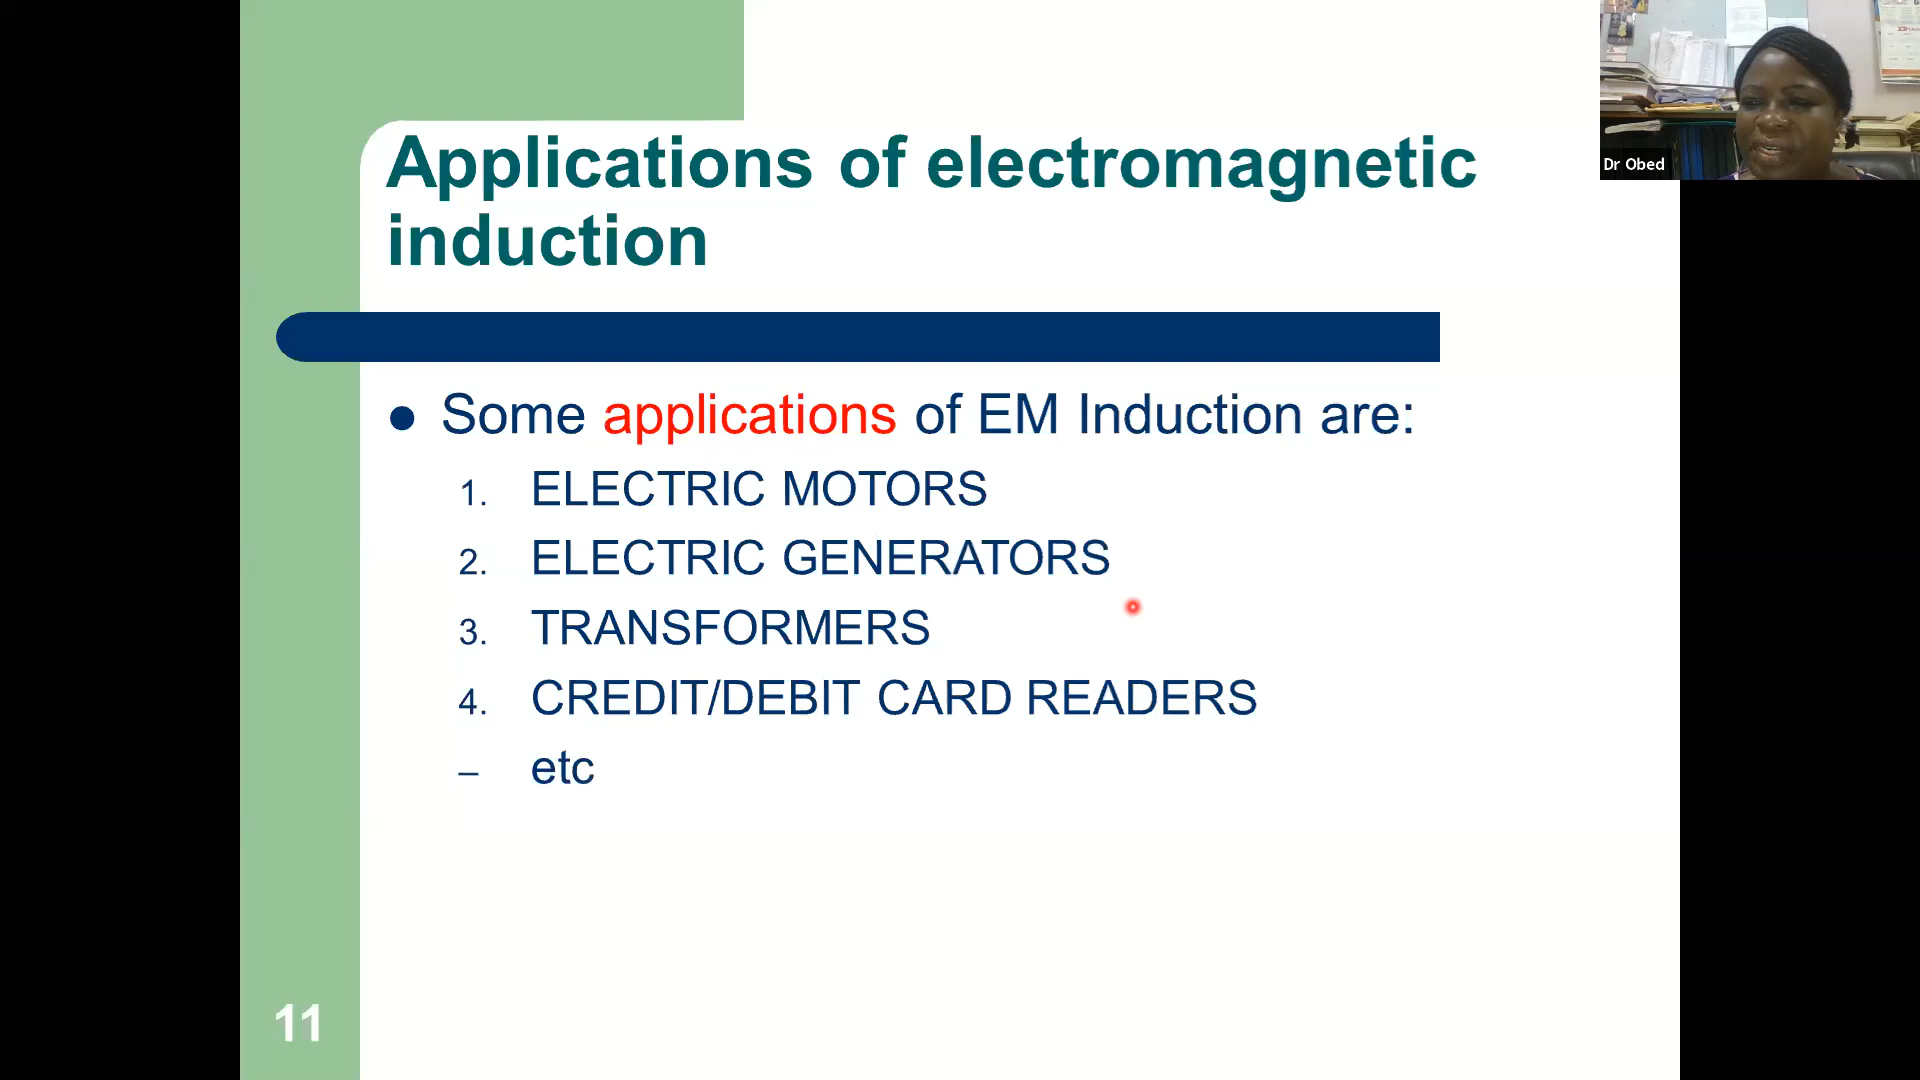 Applications of electromagnetic
induction
Some applications of EM Induction are:
1. ELECTRIC MOTORS
2. ELECTRIC GENERATORS
3. TRANSFORMERS
4. CREDIT/DEBIT CARD READERS
– etc
11
Dr Obed